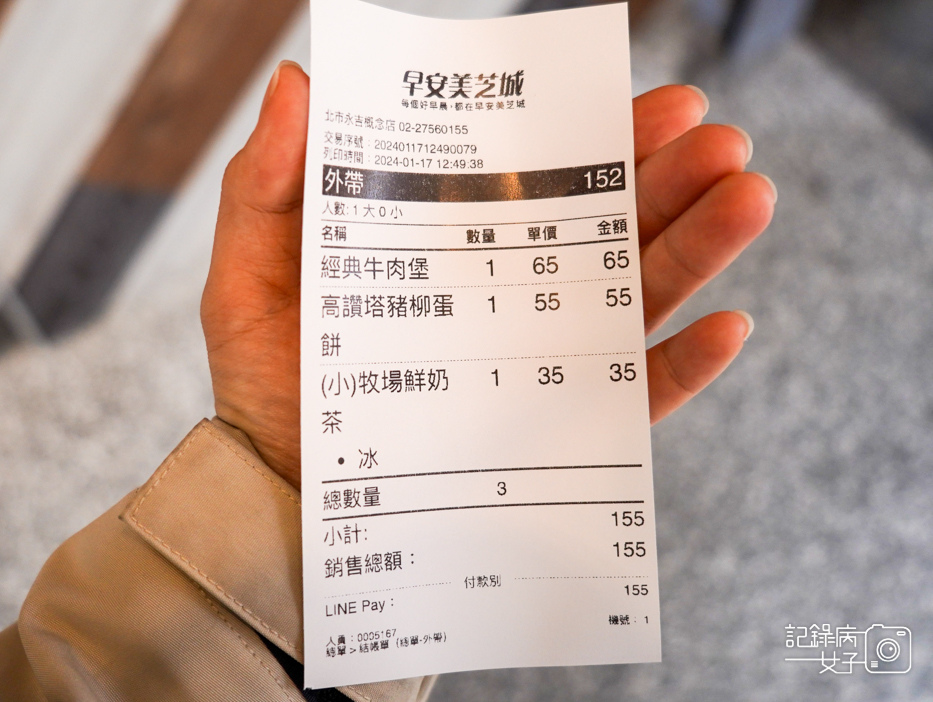 早安美芝城
每個好早晨，都在早安美芝城
北市永吉概念店 02-27560155
交易序號：2024011712490079
列印時間：2024-01-17 12:49:38
外帶 152
人數: 1 大 0 小
名稱 數量 單價 金額
經典牛肉堡 1 65 65
高讚塔豬柳蛋 1 55 55
餅
(小)牧場鮮奶 1 35 35
茶
• 冰
總數量 3
小計: 155
銷售總額： 155
付款別
LINE Pay： 155
機號： 1
人員：0005167
結單 > 結帳單 (結單-外帶)
記錄病
女子